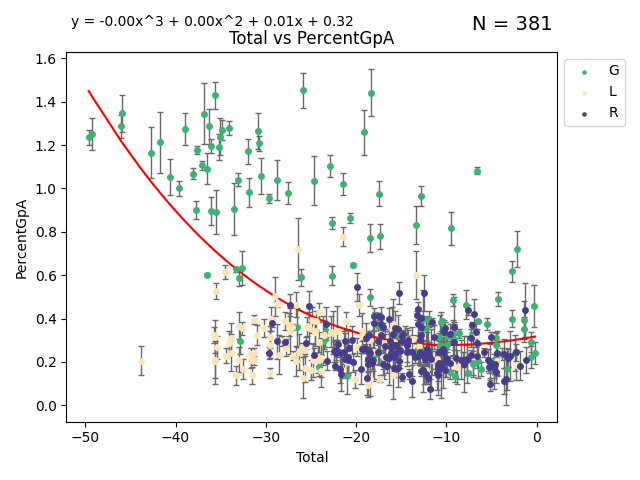 y = -0.00x^3 + 0.00x^2 + 0.01x + 0.32
N = 381
Total vs PercentGpA
G
L
R
PercentGpA
1.6
1.4
1.2
1.0
0.8
0.6
0.4
0.2
0.0
−50
−40
−30
−20
−10
0
Total